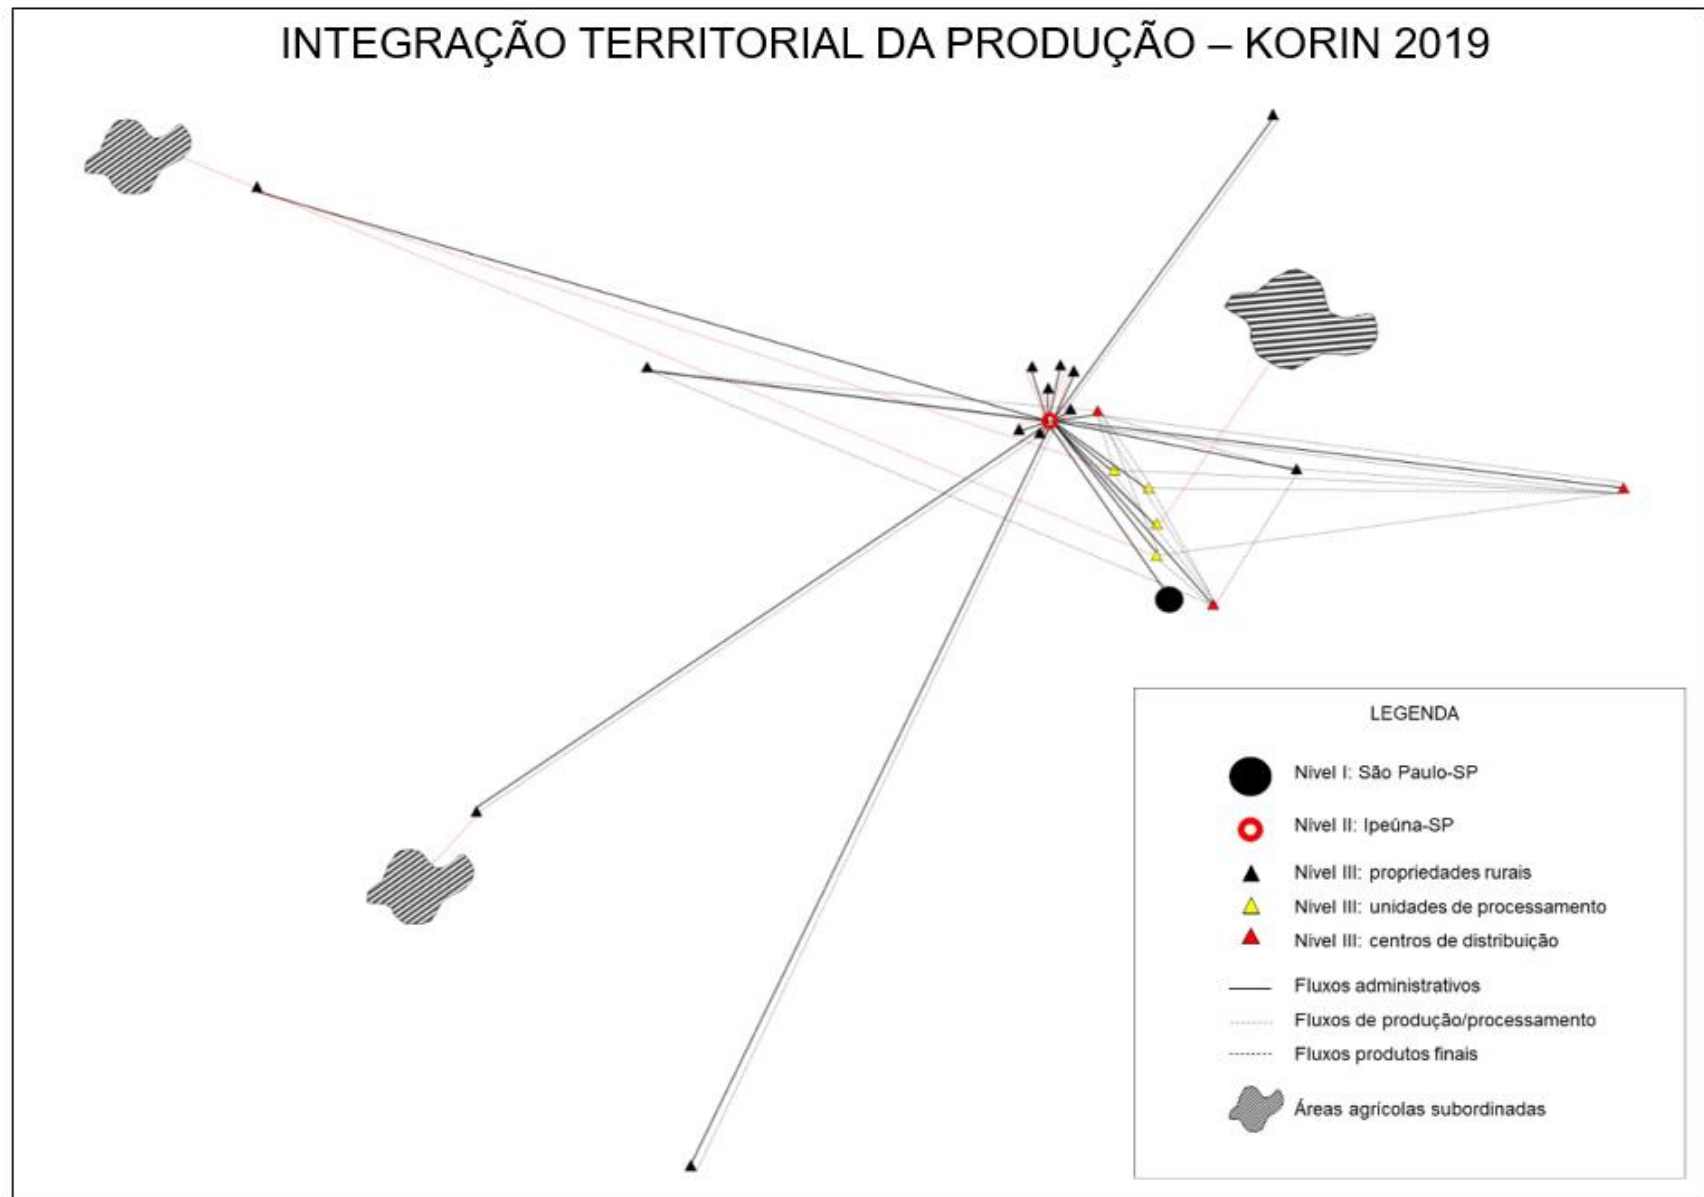 INTEGRAÇÃO TERRITORIAL DA PRODUÇÃO – KORIN 2019
LEGENDA
Nível I: São Paulo-SP
Nível II: Ipeúna-SP
Nível III: propriedades rurais
Nível III: unidades de processamento
Nível III: centros de distribuição
Fluxos administrativos
Fluxos de produção/processamento
Fluxos produtos finais
Áreas agrícolas subordinadas